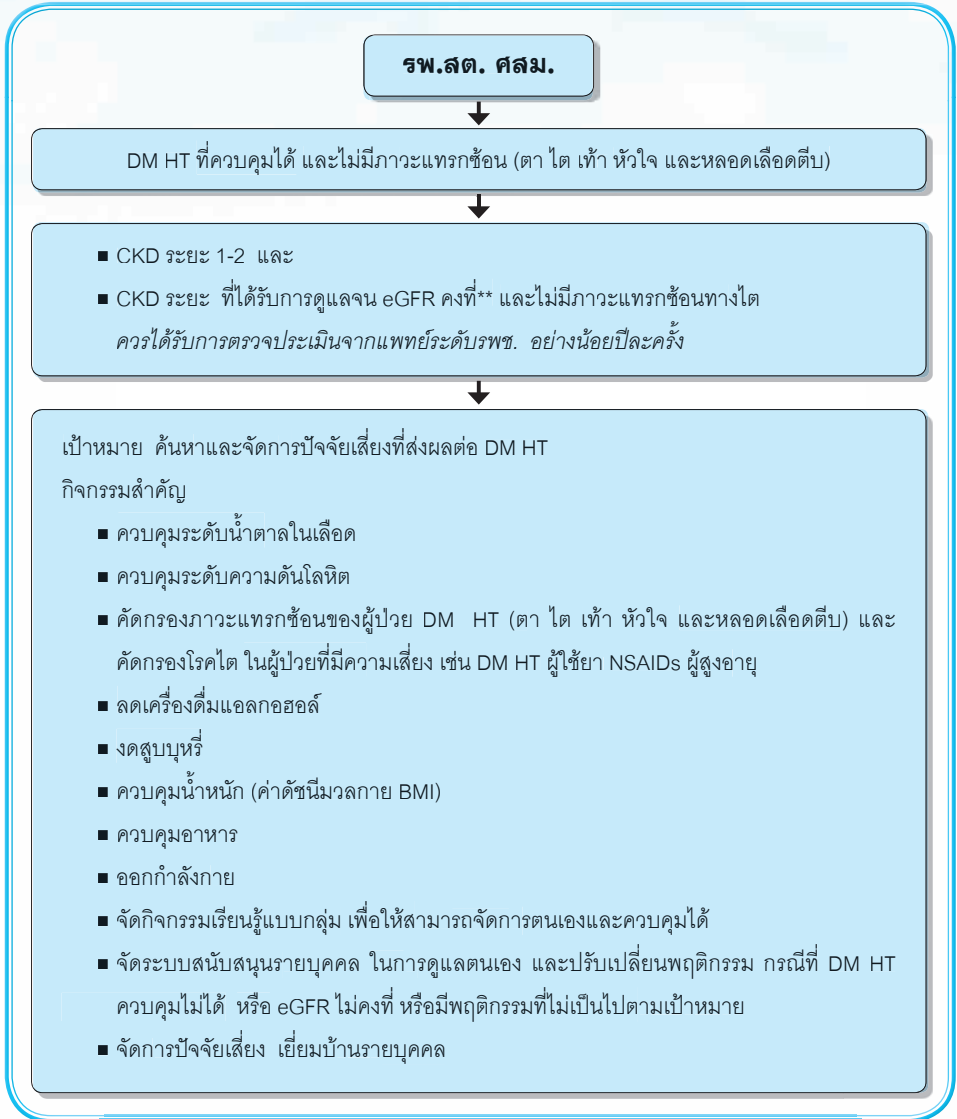 รพ.สต. ศสม.
DM HT ที่ควบคุมได้ และไม่มีภาวะแทรกซ้อน (ตา ไต เท้า หัวใจ และหลอดเลือดตีบ)
■ CKD ระยะ 1-2 และ
■ CKD ระยะ ที่ได้รับการดูแลจน eGFR คงที่** และไม่มีภาวะแทรกซ้อนทางไต
ควรได้รับการตรวจประเมินจากแพทย์ระดับรพช. อย่างน้อยปีละครั้ง
เป้าหมาย ค้นหาและจัดการปัจจัยเสี่ยงที่ส่งผลต่อ DM HT
กิจกรรมสำคัญ
■ ควบคุมระดับน้ำตาลในเลือด
■ ควบคุมระดับความดันโลหิต
■ คัดกรองภาวะแทรกซ้อนของผู้ป่วย DM HT (ตา ไต เท้า หัวใจ และหลอดเลือดตีบ) และ
คัดกรองโรคไต ในผู้ป่วยที่มีความเสี่ยง เช่น DM HT ผู้ใช้ยา NSAIDs ผู้สูงอายุ
■ ลดเครื่องดื่มแอลกอฮอล์
■ งดสูบบุหรี่
■ ควบคุมน้ำหนัก (ค่าดัชนีมวลกาย BMI)
■ ควบคุมอาหาร
■ ออกกำลังกาย
■ จัดกิจกรรมเรียนรู้แบบกลุ่ม เพื่อให้สามารถจัดการตนเองและควบคุมได้
■ จัดระบบสนับสนุนรายบุคคล ในการดูแลตนเอง และปรับเปลี่ยนพฤติกรรม กรณีที่ DM HT
ควบคุมไม่ได้ หรือ eGFR ไม่คงที่ หรือมีพฤติกรรมที่ไม่เป็นไปตามเป้าหมาย
■ จัดการปัจจัยเสี่ยง เยี่ยมบ้านรายบุคคล